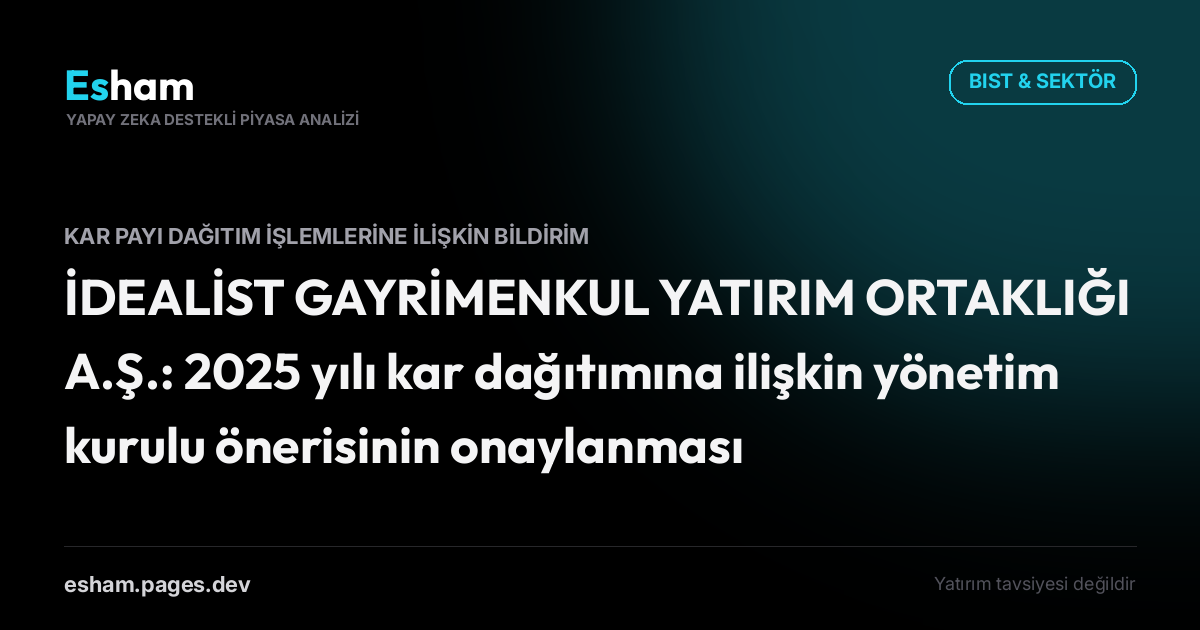 Esham
BIST & SEKTÖR
YAPAY ZEKA DESTEKLİ PİYASA ANALİZİ
KAR PAYI DAĞITIM İŞLEMLERİNE İLİŞKİN BİLDİRİM
İDEALİST GAYRİMENKUL YATIRIM ORTAKLIĞI
A.Ş.: 2025 yılı kar dağıtımına ilişkin yönetim
kurulu önerisinin onaylanması
esham.pages.dev
Yatırım tavsiyesi değildir